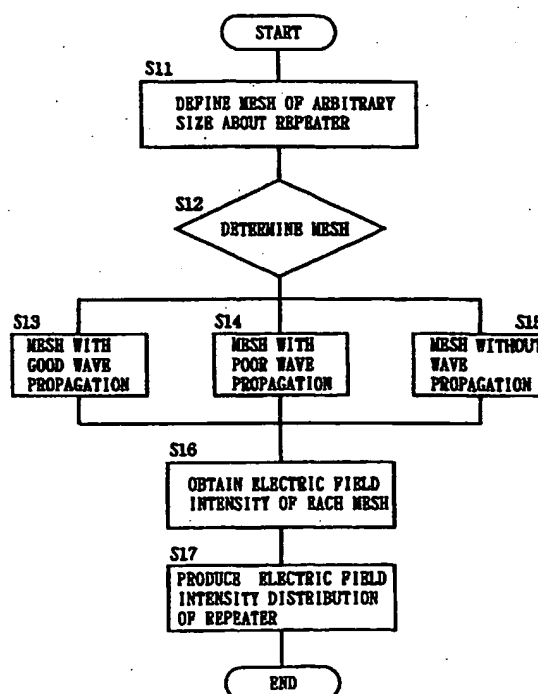 START
S11
DEFINE MESH OF ARBITRARY
SIZE ABOUT REPEATER
S12
DETERMINE MESH
S13
MESH WITH
GOOD WAVE
PROPAGATION
S14
MESH WITH
POOR WAVE
PROPAGATION
MESH WITHOUT
WAVE
PROPAGATION
S16
OBTAIN ELECTRIC FIELD
INTENSITY OF EACH MESH
S17
PRODUCE ELECTRIC FIELD
INTENSITY DISTRIBUTION
OF REPEATER
END